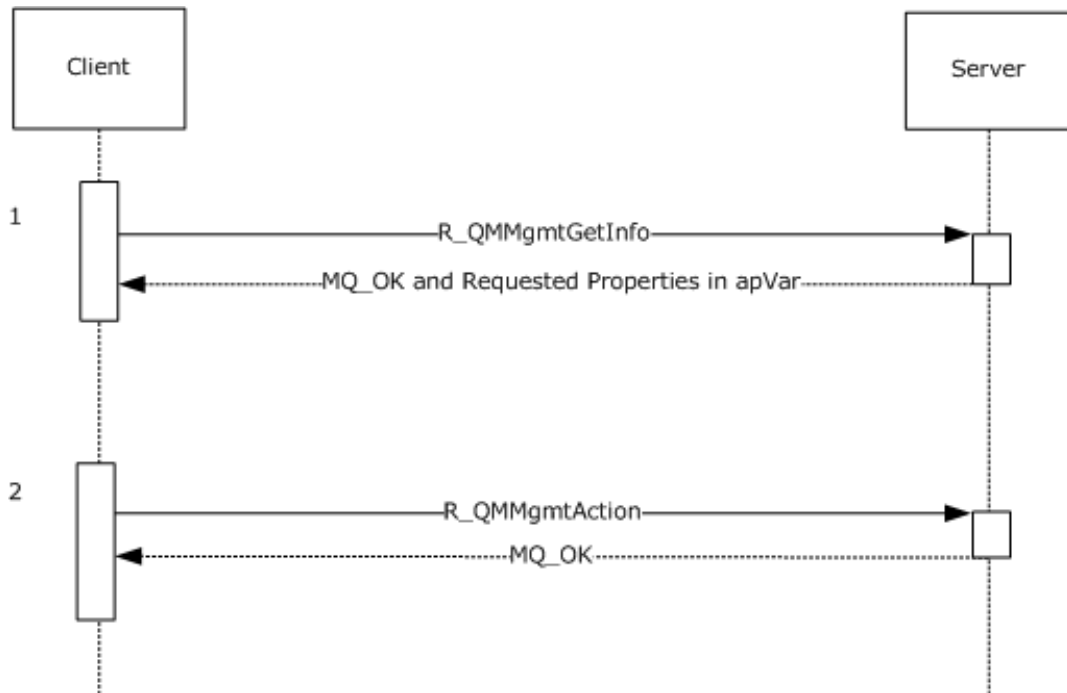 Client
Server
1
R_QMMgmtGetInfo
MQ_OK and Requested Properties in apVar
2
R_QMMgmtAction
MQ_OK